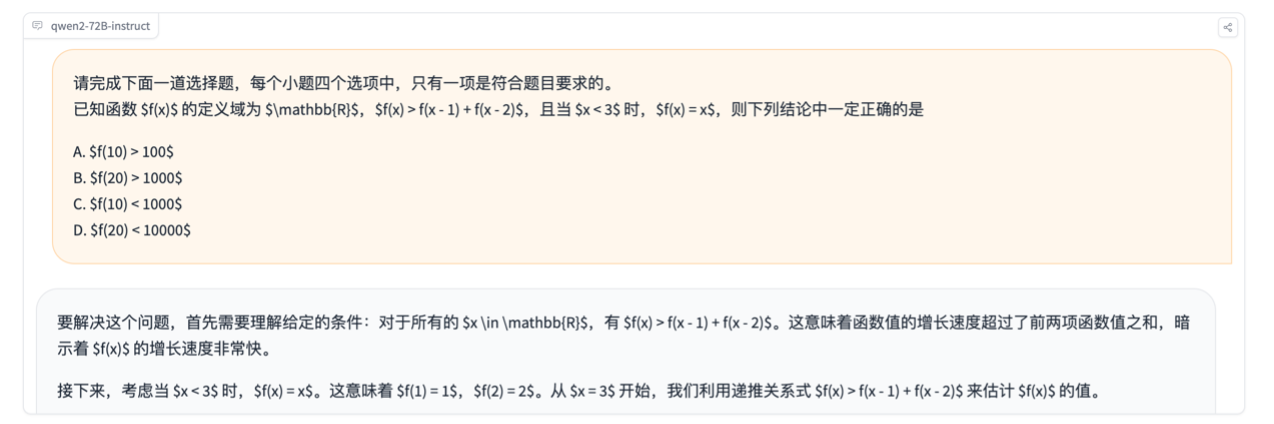 qwen2-72B-instruct
请完成下面一道选择题，每个小题四个选项中，只有一项是符合题目要求的。
已知函数 $f(x)$ 的定义域为 $\mathbb{R}$，$f(x) > f(x - 1) + f(x - 2)$，且当 $x < 3$ 时，$f(x) = x$，则下列结论中一定正确的是
A. $f(10) > 100$
B. $f(20) > 1000$
C. $f(10) < 1000$
D. $f(20) < 10000$
要解决这个问题，首先需要理解给定的条件：对于所有的 $x \in \mathbb{R}$，有 $f(x) > f(x - 1) + f(x - 2)$。这意味着函数值的增长速度超过了前两项函数值之和，暗
示着 $f(x)$ 的增长速度非常快。
接下来，考虑当 $x < 3$ 时，$f(x) = x$。这意味着 $f(1) = 1$，$f(2) = 2$。从 $x = 3$ 开始，我们利用递推关系式 $f(x) > f(x - 1) + f(x - 2)$ 来估计 $f(x)$ 的值。